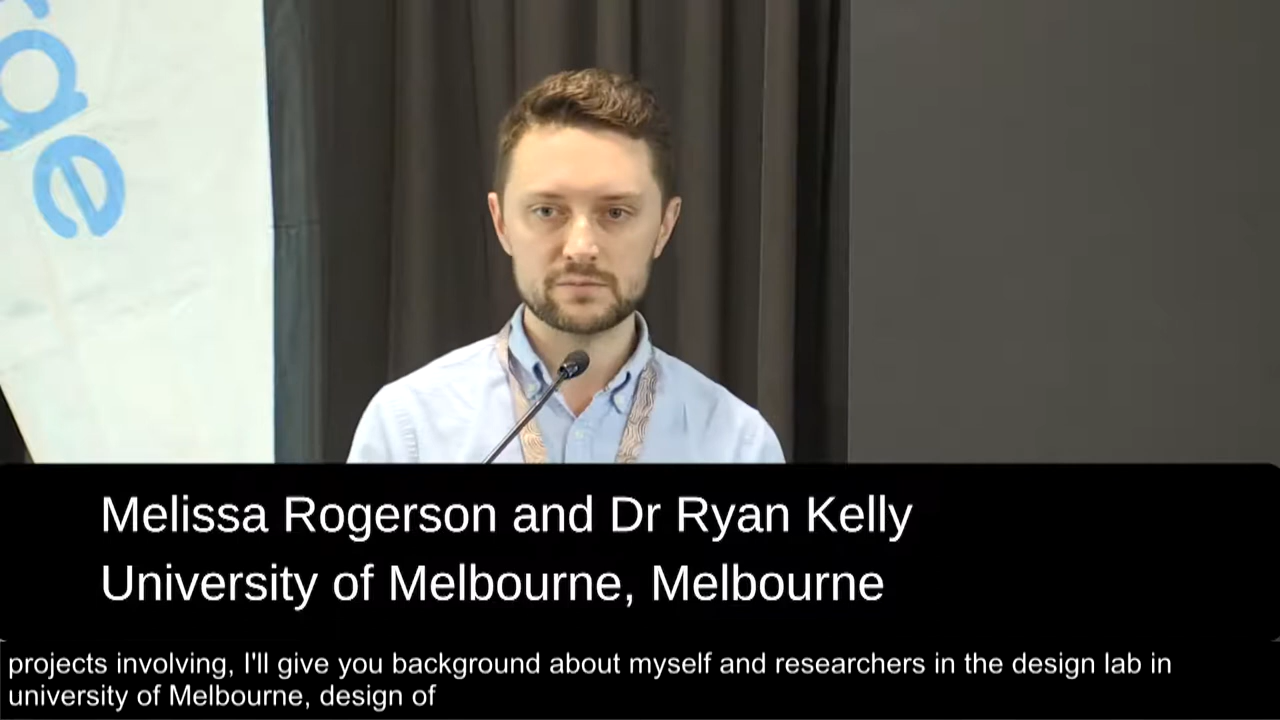 rge
Melissa Rogerson and Dr Ryan Kelly
University of Melbourne, Melbourne
projects involving, I'll give you background about myself and researchers in the design lab in
university of Melbourne, design of